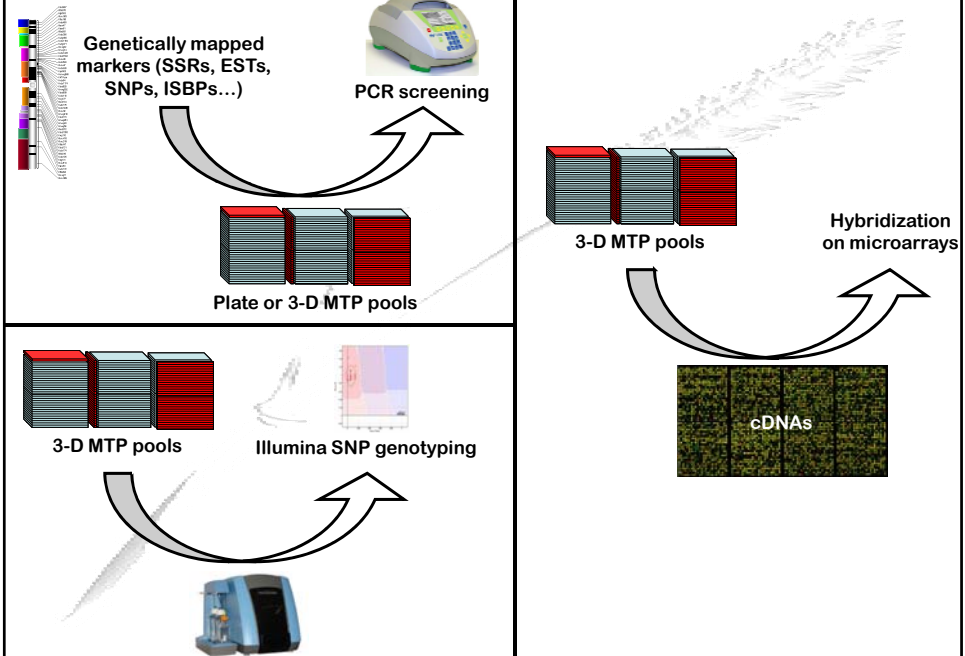 Genetically mapped
markers (SSRs, ESTs,
SNPs, ISBPs…)
PCR screening
Plate or 3-D MTP pools
3-D MTP pools
Illumina SNP genotyping
3-D MTP pools
Hybridization
on microarrays
cDNAs